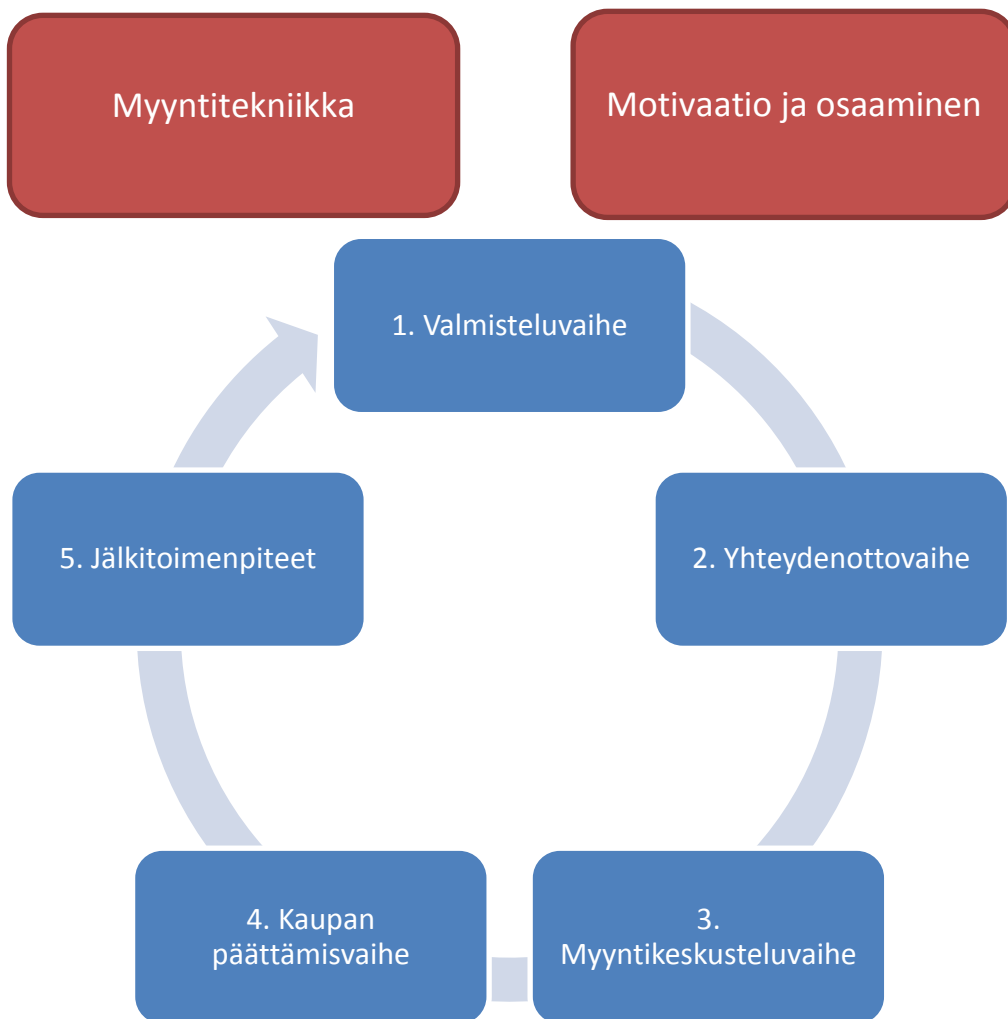 Myyntitekniikka
Motivaatio ja osaaminen
1. Valmisteluvaihe
2. Yhteydenottovaihe
3.
Myyntikeskusteluvaihe
4. Kaupan
päättämisvaihe
5. Jälkitoimenpiteet